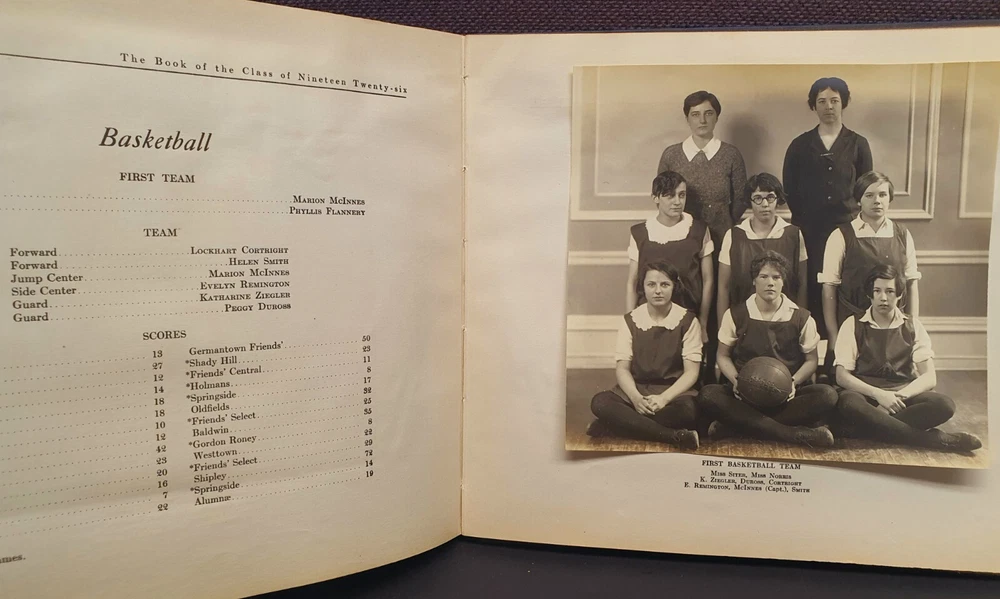 The Book of the Class of Nineteen Twenty-six
Basketball
FIRST TEAM
MARION MCINNES
PHYLLIS FLANNERY
TEAM
Forward LOCKHART CORTRIGHT
Forward HELEN SMITH
Jump Center MARION MCINNES
Side Center EVELYN REMINGTON
Guard KATHARINE ZIEGLER
Guard PEGGY DUROSS
SCORES
13 Germantown Friends' 50
27 *Shady Hill 23
12 *Friends' Central 11
14 *Holmans 8
18 *Springside 17
18 Oldfields 32
10 *Friends' Select 25
12 Baldwin 35
42 *Gordon Roney 8
23 Westtown 22
20 *Friends' Select 29
16 Shipley 72
7 *Springside 14
22 Alumnæ 19
FIRST BASKETBALL TEAM
MISS SITER, MISS NORRIS
K. ZIEGLER, DUROSS, CORTRIGHT
E. REMINGTON, MCINNES (Capt.), SMITH